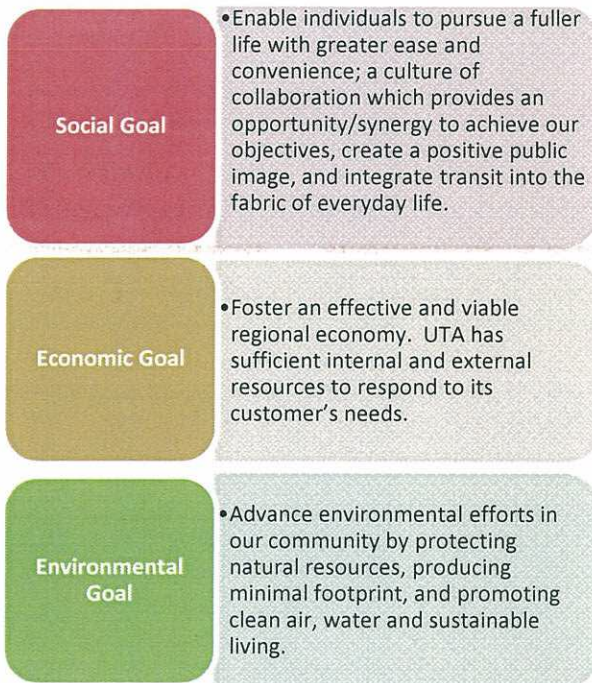 Social Goal
•Enable individuals to pursue a fuller
life with greater ease and
convenience; a culture of
collaboration which provides an
opportunity/synergy to achieve our
objectives, create a positive public
image, and integrate transit into the
fabric of everyday life.
Economic Goal
•Foster an effective and viable
regional economy.  UTA has
sufficient internal and external
resources to respond to its
customer's needs.
Environmental
Goal
•Advance environmental efforts in
our community by protecting
natural resources, producing
minimal footprint, and promoting
clean air, water and sustainable
living.